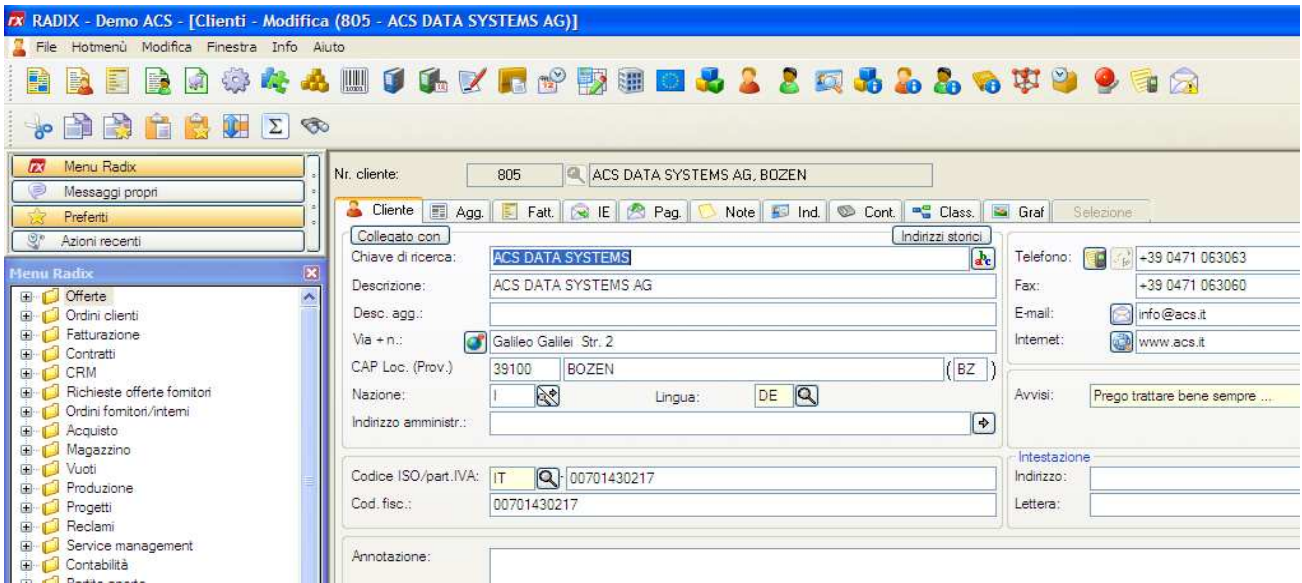 RADIX - Demo ACS - [Clienti - Modifica (805 - ACS DATA SYSTEMS AG)]
File Hotmenù Modifica Finestra Info Aiuto
Menu Radix
Messaggi propri
Preferiti
Azioni recenti
Menu Radix
Offerte
Ordini clienti
Fatturazione
Contratti
CRM
Richieste offerte fornitori
Ordini fornitori/interni
Acquisto
Magazzino
Vuoti
Produzione
Progetti
Reclami
Service management
Contabilità
Partite aperte
Nr. cliente: 805 ACS DATA SYSTEMS AG, BOZEN
Cliente Agg. Fatt. IE Pag. Note Ind. Cont. Class. Graf Selezione
Collegato con Indirizzi storici
Chiave di ricerca: ACS DATA SYSTEMS
Descrizione: ACS DATA SYSTEMS AG
Desc. agg.:
Via + n.: Galileo Galilei Str. 2
CAP Loc. (Prov.) 39100 BOZEN (BZ)
Nazione: I Lingua: DE
Indirizzo amministr.:
Codice ISO/part.IVA: IT - 00701430217
Cod. fisc.: 00701430217
Annotazione:
Telefono: +39 0471 063063
Fax: +39 0471 063060
E-mail: info@acs.it
Internet: www.acs.it
Avvisi: Prego trattare bene sempre ...
Intestazione
Indirizzo:
Lettera: